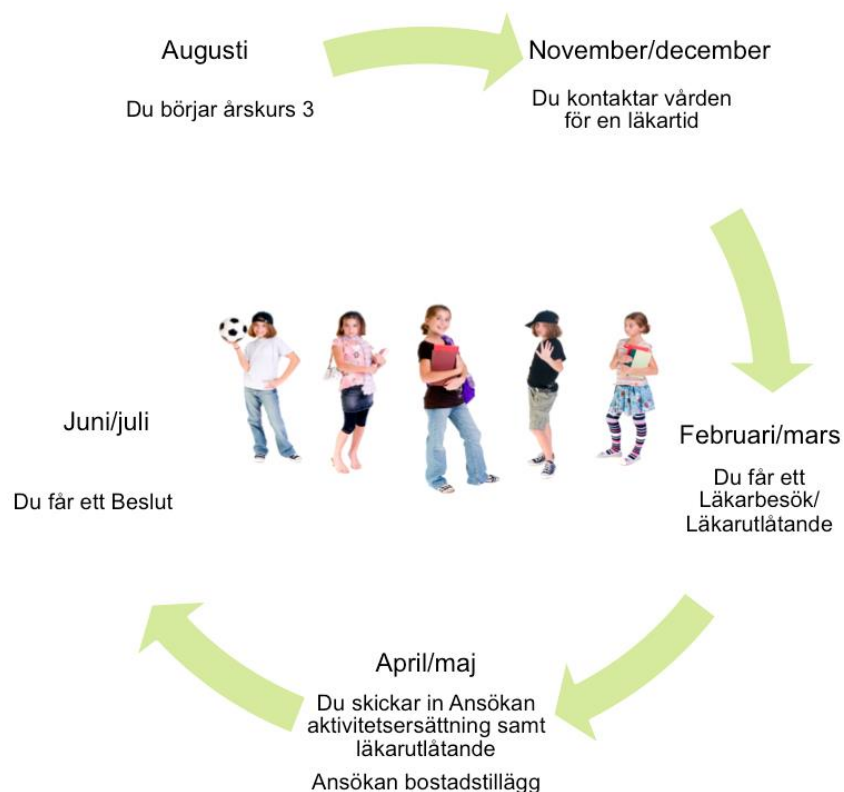 Augusti
Du börjar årskurs 3
November/december
Du kontaktar vården
för en läkartid
Februari/mars
Du får ett
Läkarbesök/
Läkarutlåtande
April/maj
Du skickar in Ansökan
aktivitetsersättning samt
läkarutlåtande
Ansökan bostadstillägg
Juni/juli
Du får ett Beslut